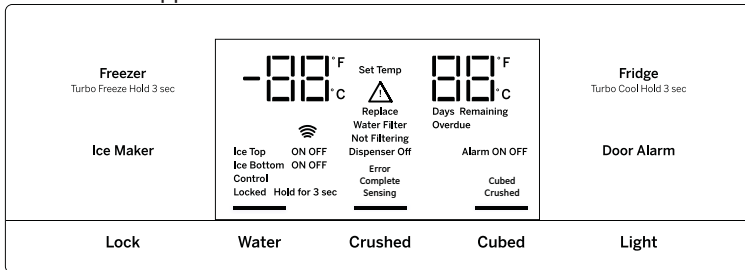 Freezer
Turbo Freeze Hold 3 sec
Ice Maker
-88 °F °C
Set Temp
88 °F °C
Replace
Water Filter
Not Filtering
Dispenser Off
Days Remaining
Overdue
Ice Top ON OFF
Ice Bottom ON OFF
Control
Locked Hold for 3 sec
Error
Complete
Sensing
Alarm ON OFF
Cubed
Crushed
Fridge
Turbo Cool Hold 3 sec
Door Alarm
Lock Water Crushed Cubed Light